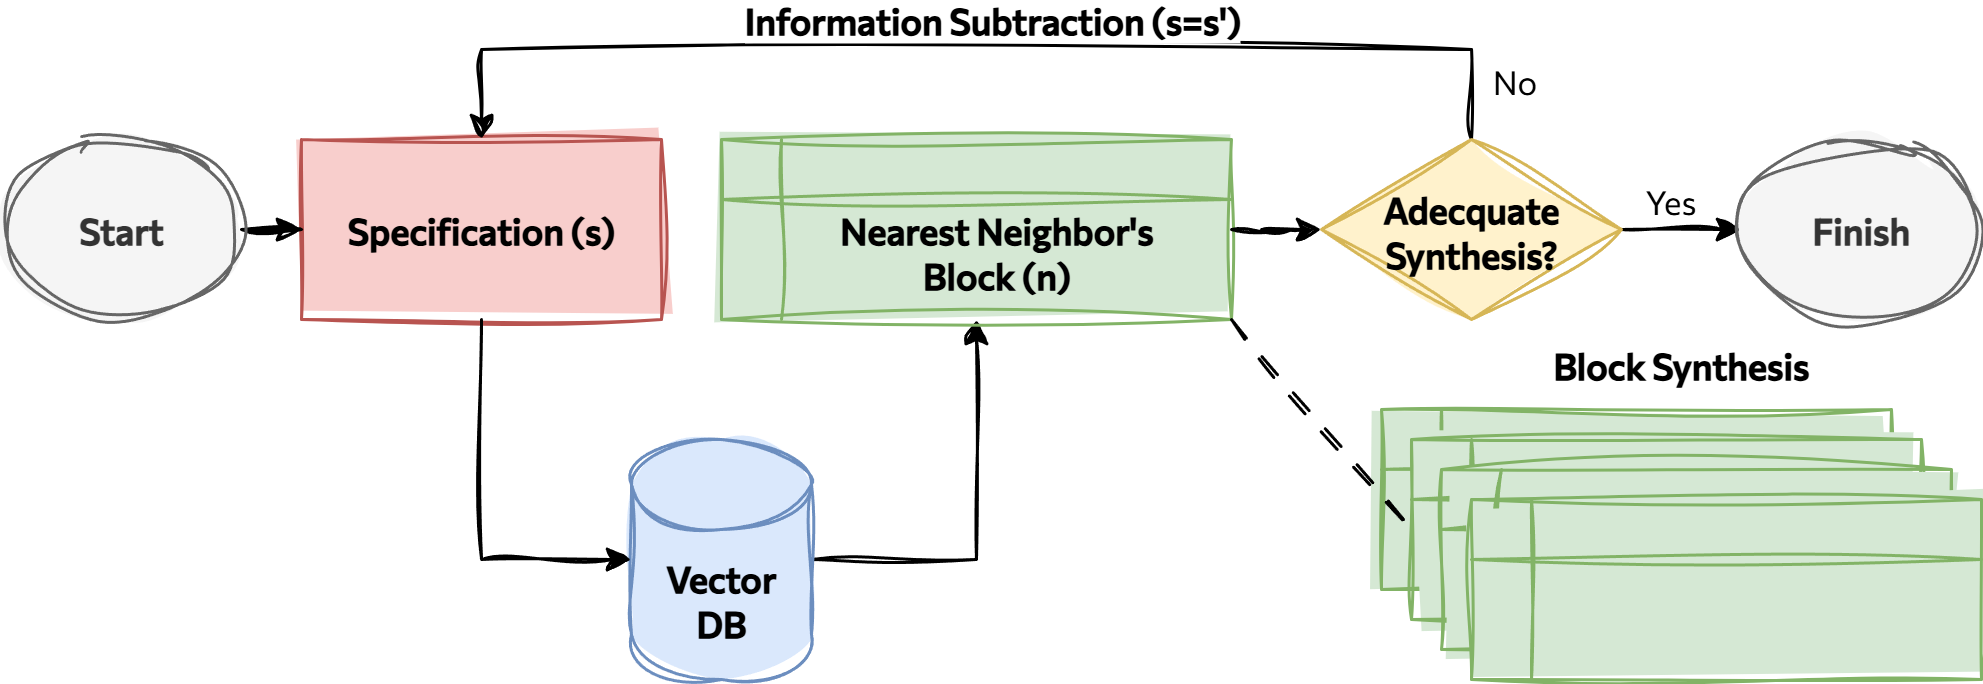 Information Subtraction (s=s')
No
Start
Specification (s)
Nearest Neighbor's
Block (n)
Adecquate
Synthesis?
Yes
Finish
Block Synthesis
Vector
DB